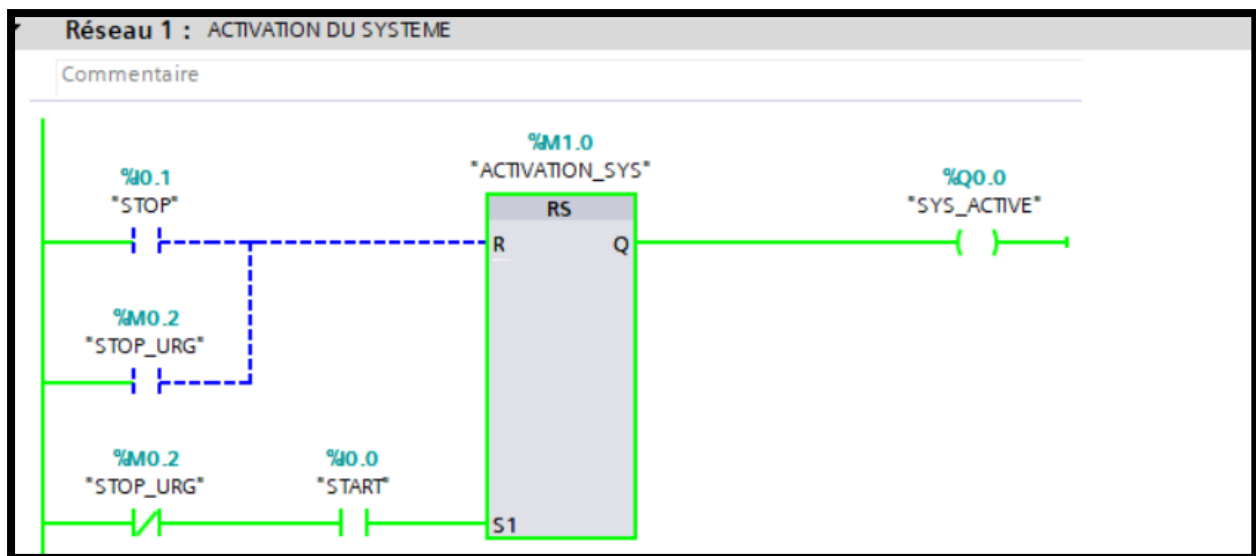 Réseau 1 : ACTIVATION DU SYSTEME
Commentaire
%M1.0
"ACTIVATION_SYS"
%I0.1
"STOP"
%Q0.0
"SYS_ACTIVE"
RS
R Q
%M0.2
"STOP_URG"
%M0.2
"STOP_URG"
%I0.0
"START"
S1